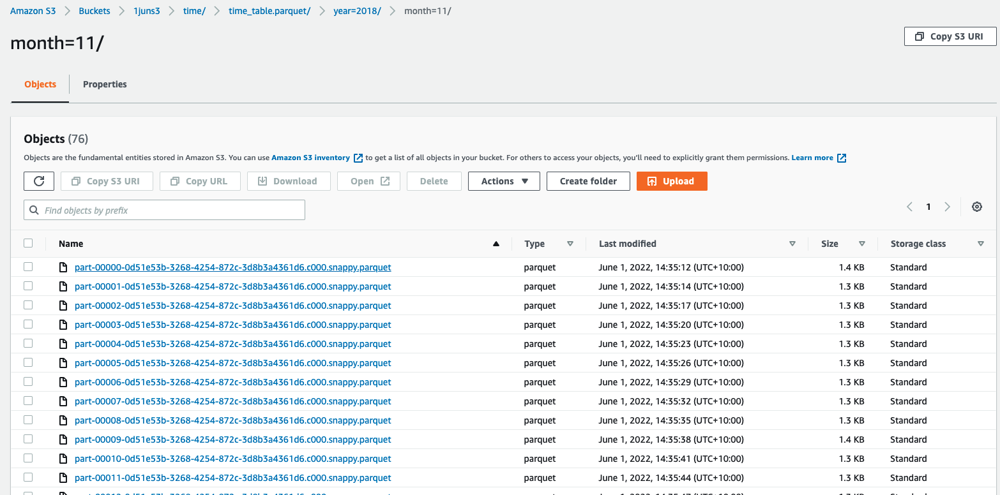 Amazon S3 > Buckets > 1juns3 > time/ > time_table.parquet/ > year=2018/ > month=11/
month=11/
Copy S3 URI
Objects Properties
Objects (76)
Objects are the fundamental entities stored in Amazon S3. You can use Amazon S3 inventory to get a list of all objects in your bucket. For others to access your objects, you'll need to explicitly grant them permissions. Learn more
Copy S3 URI Copy URL Download Open Delete Actions Create folder Upload
Find objects by prefix
1
Name Type Last modified Size Storage class
part-00000-0d51e53b-3268-4254-872c-3d8b3a4361d6.c000.snappy.parquet parquet June 1, 2022, 14:35:12 (UTC+10:00) 1.4 KB Standard
part-00001-0d51e53b-3268-4254-872c-3d8b3a4361d6.c000.snappy.parquet parquet June 1, 2022, 14:35:14 (UTC+10:00) 1.3 KB Standard
part-00002-0d51e53b-3268-4254-872c-3d8b3a4361d6.c000.snappy.parquet parquet June 1, 2022, 14:35:17 (UTC+10:00) 1.3 KB Standard
part-00003-0d51e53b-3268-4254-872c-3d8b3a4361d6.c000.snappy.parquet parquet June 1, 2022, 14:35:20 (UTC+10:00) 1.3 KB Standard
part-00004-0d51e53b-3268-4254-872c-3d8b3a4361d6.c000.snappy.parquet parquet June 1, 2022, 14:35:23 (UTC+10:00) 1.3 KB Standard
part-00005-0d51e53b-3268-4254-872c-3d8b3a4361d6.c000.snappy.parquet parquet June 1, 2022, 14:35:26 (UTC+10:00) 1.3 KB Standard
part-00006-0d51e53b-3268-4254-872c-3d8b3a4361d6.c000.snappy.parquet parquet June 1, 2022, 14:35:29 (UTC+10:00) 1.3 KB Standard
part-00007-0d51e53b-3268-4254-872c-3d8b3a4361d6.c000.snappy.parquet parquet June 1, 2022, 14:35:32 (UTC+10:00) 1.3 KB Standard
part-00008-0d51e53b-3268-4254-872c-3d8b3a4361d6.c000.snappy.parquet parquet June 1, 2022, 14:35:35 (UTC+10:00) 1.3 KB Standard
part-00009-0d51e53b-3268-4254-872c-3d8b3a4361d6.c000.snappy.parquet parquet June 1, 2022, 14:35:38 (UTC+10:00) 1.4 KB Standard
part-00010-0d51e53b-3268-4254-872c-3d8b3a4361d6.c000.snappy.parquet parquet June 1, 2022, 14:35:41 (UTC+10:00) 1.3 KB Standard
part-00011-0d51e53b-3268-4254-872c-3d8b3a4361d6.c000.snappy.parquet parquet June 1, 2022, 14:35:44 (UTC+10:00) 1.3 KB Standard